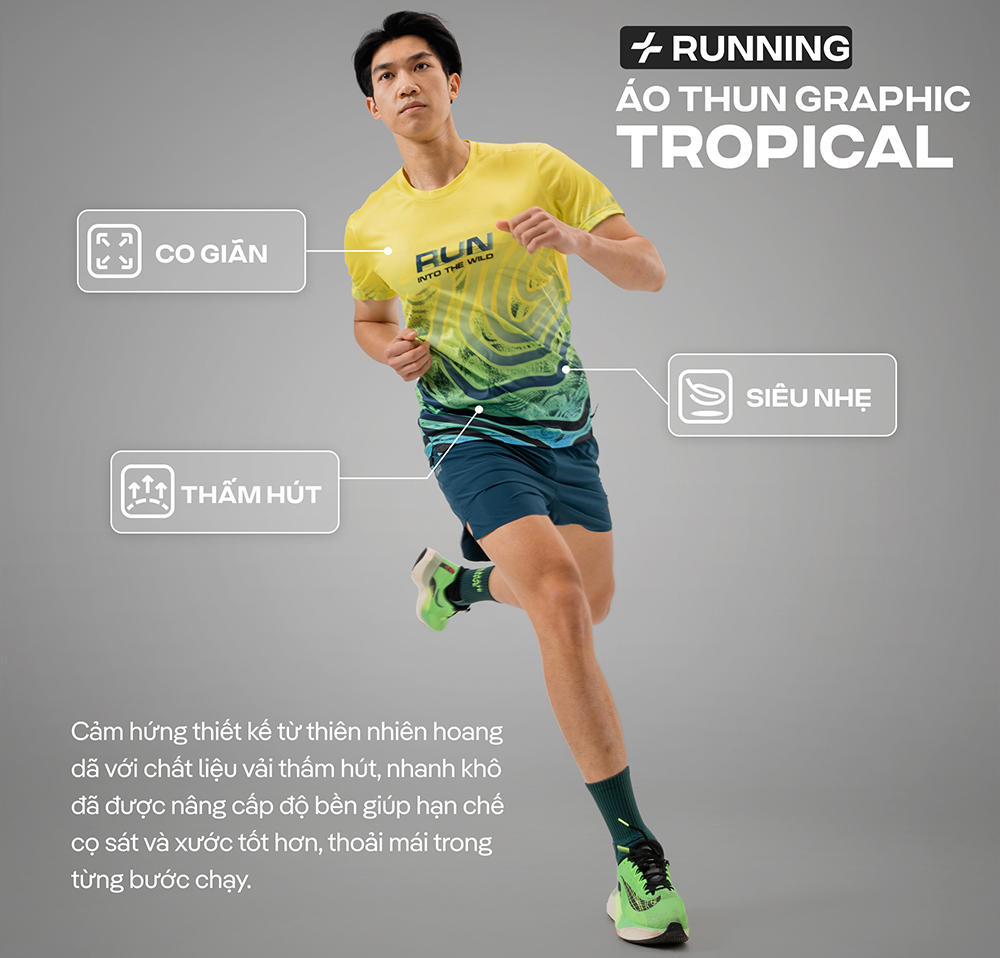 RUNNING
ÁO THUN GRAPHIC
TROPICAL
CO GIÃN
RUN
INTO THE WILD
SIÊU NHẸ
THẤM HÚT
Cảm hứng thiết kế từ thiên nhiên hoang
dã với chất liệu vải thấm hút, nhanh khô
đã được nâng cấp độ bền giúp hạn chế
cọ sát và xước tốt hơn, thoải mái trong
từng bước chạy.